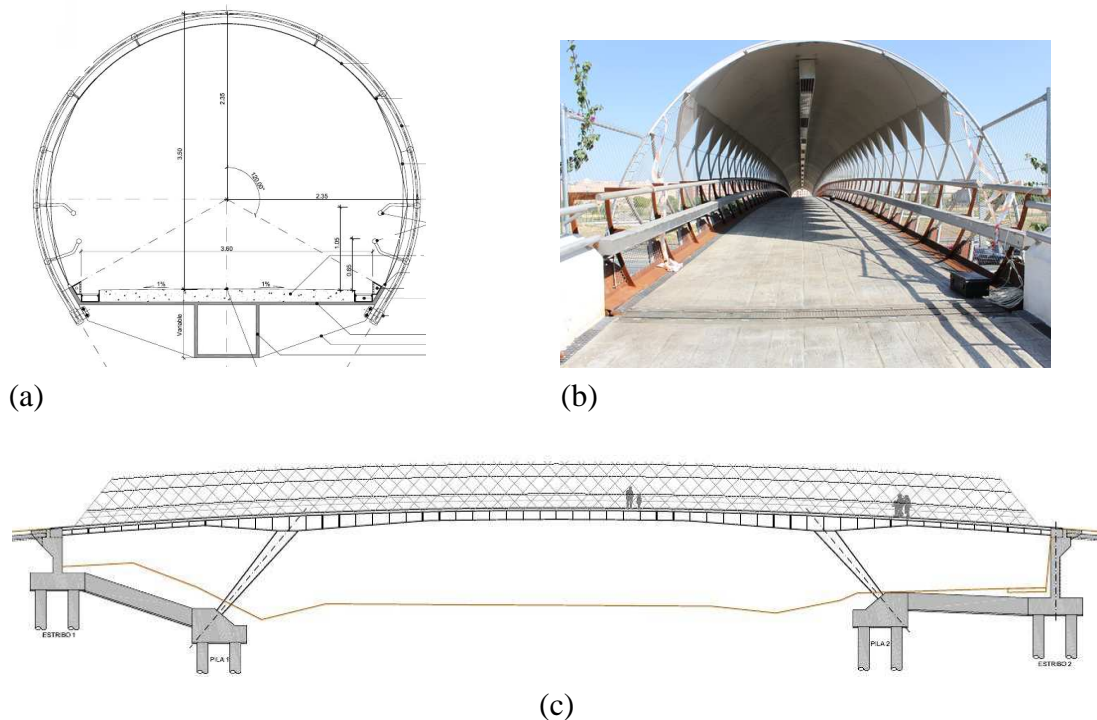 2.35
3.50
120.00°
2.35
1.05
3.60
0.65
1%
1%
Variable
(a)
(b)
ESTRIBO 1
PILA 1
PILA 2
ESTRIBO 2
(c)